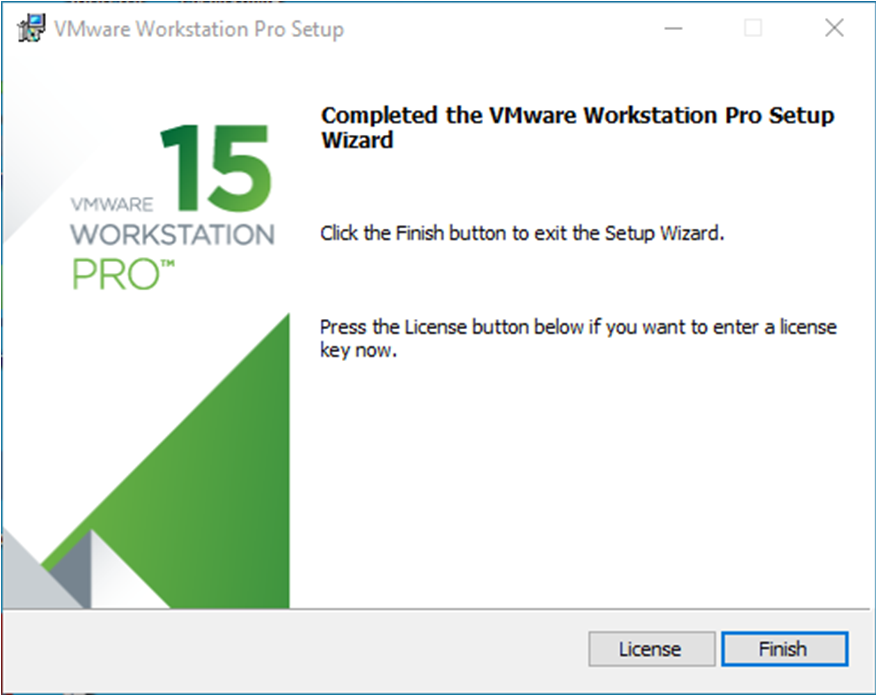 VMware Workstation Pro Setup
Completed the VMware Workstation Pro Setup
Wizard
15
VMWARE
WORKSTATION
PRO™
Click the Finish button to exit the Setup Wizard.
Press the License button below if you want to enter a license
key now.
License
Finish